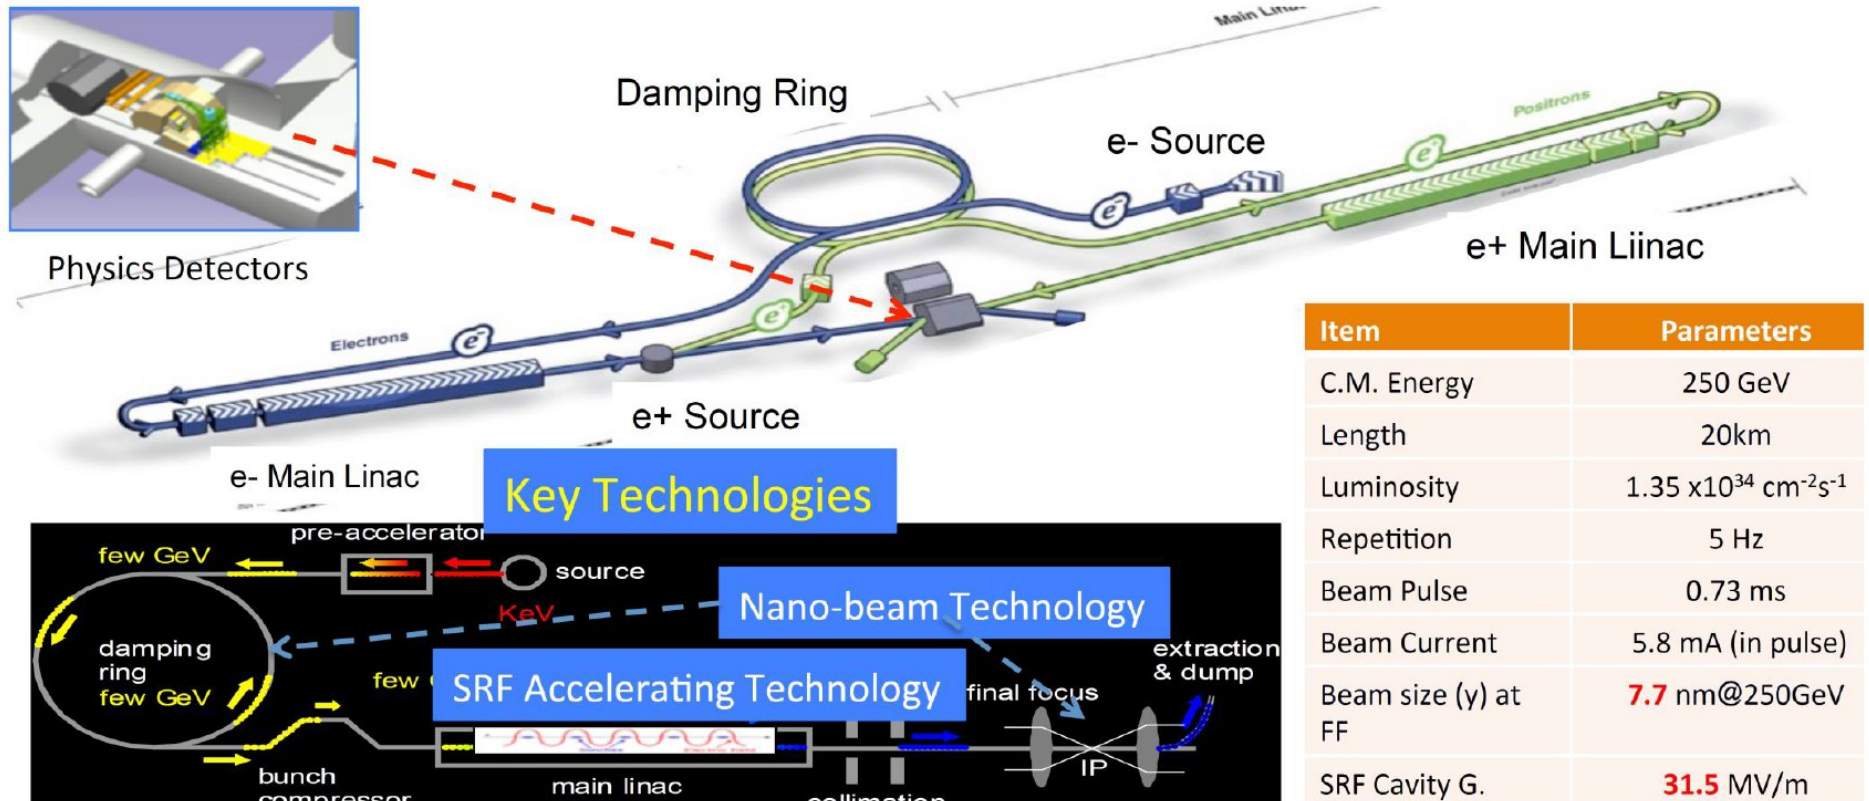 Main Linac
Damping Ring
e- Source
Positrons
e-
e+ Main Liinac
Physics Detectors
Electrons
e-
e+ Source
e- Main Linac
Key Technologies
pre-accelerator
few GeV
source
KeV
Nano-beam Technology
damping
ring
few GeV
few
SRF Accelerating Technology
extraction
& dump
final focus
IP
main linac
bunch
compressor
collimation
Item Parameters
C.M. Energy 250 GeV
Length 20km
Luminosity 1.35 x10³⁴ cm⁻²s⁻¹
Repetition 5 Hz
Beam Pulse 0.73 ms
Beam Current 5.8 mA (in pulse)
Beam size (y) at 7.7 nm@250GeV
FF
SRF Cavity G. 31.5 MV/m